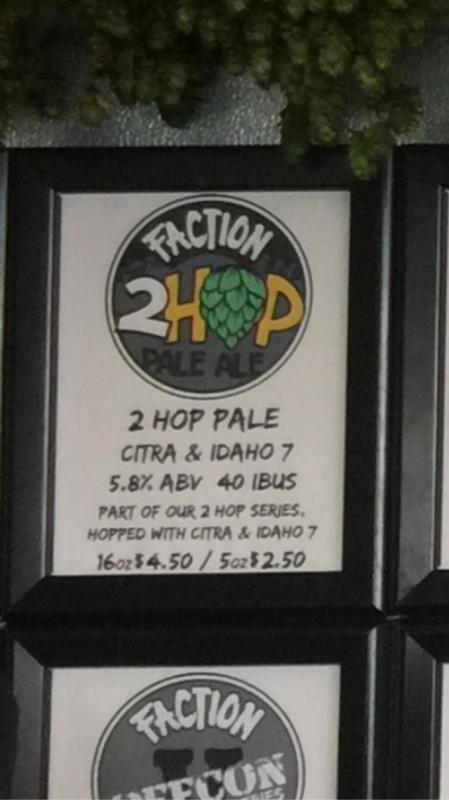 FACTION
2HOP
PALE ALE
2 HOP PALE
CITRA & IDAHO 7
5.8% ABV 40 IBUS
PART OF OUR 2 HOP SERIES.
HOPPED WITH CITRA & IDAHO 7
16oz$4.50 / 5oz$2.50
FACTION
DEFCON